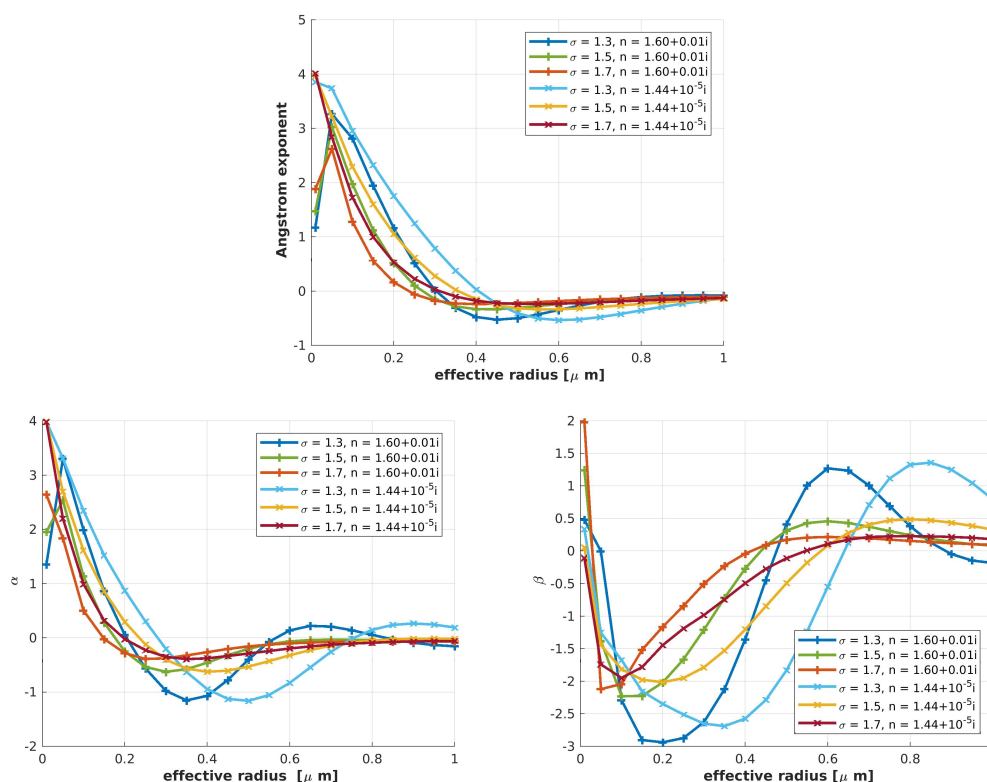 5
4
3
2
1
0
-1
Angstrom exponent
σ = 1.3, n = 1.60+0.01i
σ = 1.5, n = 1.60+0.01i
σ = 1.7, n = 1.60+0.01i
σ = 1.3, n = 1.44+10⁻⁵i
σ = 1.5, n = 1.44+10⁻⁵i
σ = 1.7, n = 1.44+10⁻⁵i
0 0.2 0.4 0.6 0.8 1
effective radius [μ m]
4
3
2
1
0
-1
-2
α
σ = 1.3, n = 1.60+0.01i
σ = 1.5, n = 1.60+0.01i
σ = 1.7, n = 1.60+0.01i
σ = 1.3, n = 1.44+10⁻⁵i
σ = 1.5, n = 1.44+10⁻⁵i
σ = 1.7, n = 1.44+10⁻⁵i
0 0.2 0.4 0.6 0.8 1
effective radius [μ m]
2
1.5
1
0.5
0
-0.5
-1
-1.5
-2
-2.5
-3
β
σ = 1.3, n = 1.60+0.01i
σ = 1.5, n = 1.60+0.01i
σ = 1.7, n = 1.60+0.01i
σ = 1.3, n = 1.44+10⁻⁵i
σ = 1.5, n = 1.44+10⁻⁵i
σ = 1.7, n = 1.44+10⁻⁵i
0 0.2 0.4 0.6 0.8
effective radius [μ m]